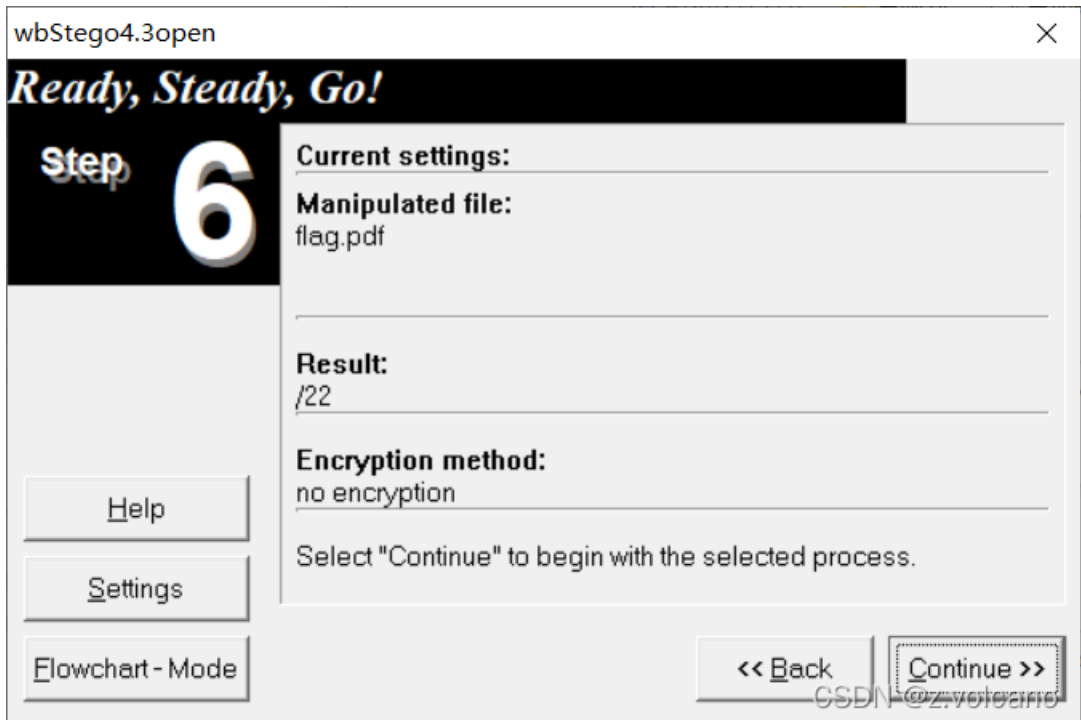 wbStego4.3open
Ready, Steady, Go!
Step 6
Current settings:
Manipulated file:
flag.pdf
Result:
/22
Encryption method:
no encryption
Select "Continue" to begin with the selected process.
Help
Settings
Flowchart - Mode
<< Back
Continue >>
CSDN @z.volcano